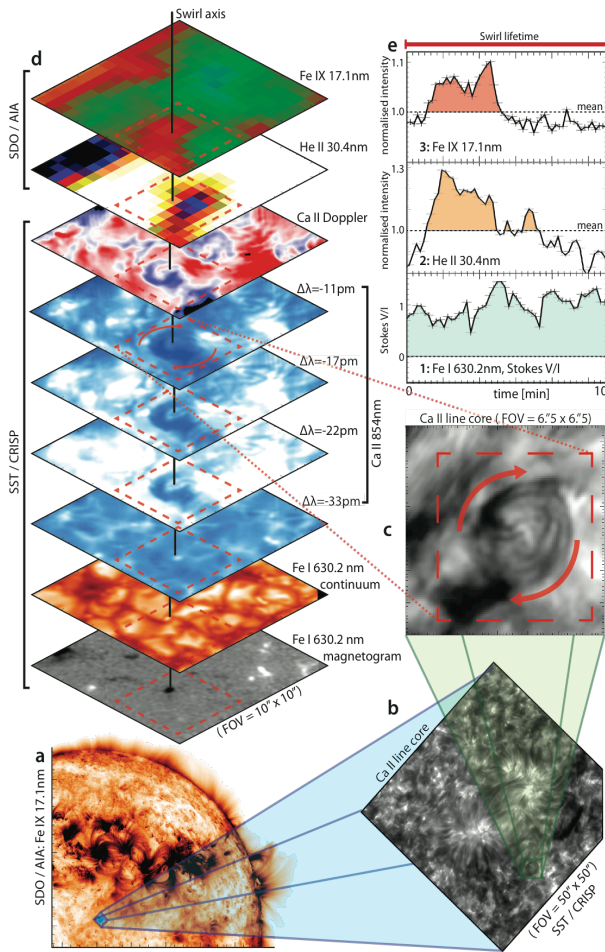 Swirl axis
d
Fe IX 17.1nm
He II 30.4nm
Ca II Doppler
Δλ=-11pm
Δλ=-17pm
Δλ=-22pm
Δλ=-33pm
Fe I 630.2 nm
continuum
Fe I 630.2 nm
magnetogram
(FOV = 10" x 10")
SDO / AIA
SST / CRISP
Ca II 854nm
e
Swirl lifetime
1.1
1.0
normalised intensity
mean
3: Fe IX 17.1nm
1.3
1.0
normalised intensity
mean
2: He II 30.4nm
1
0
Stokes V/I
1: Fe I 630.2nm, Stokes V/I
0
time [min]
10
Ca II line core ( FOV = 6."5 x 6."5)
c
b
Ca II line core
(FOV = 50" x 50")
SST / CRISP
a
SDO / AIA: Fe IX 17.1nm